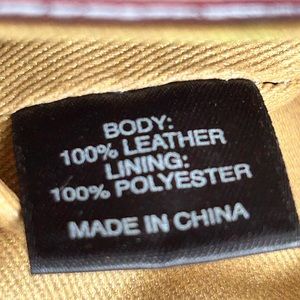 BODY:
100% LEATHER
LINING:
100% POLYESTER
MADE IN CHINA